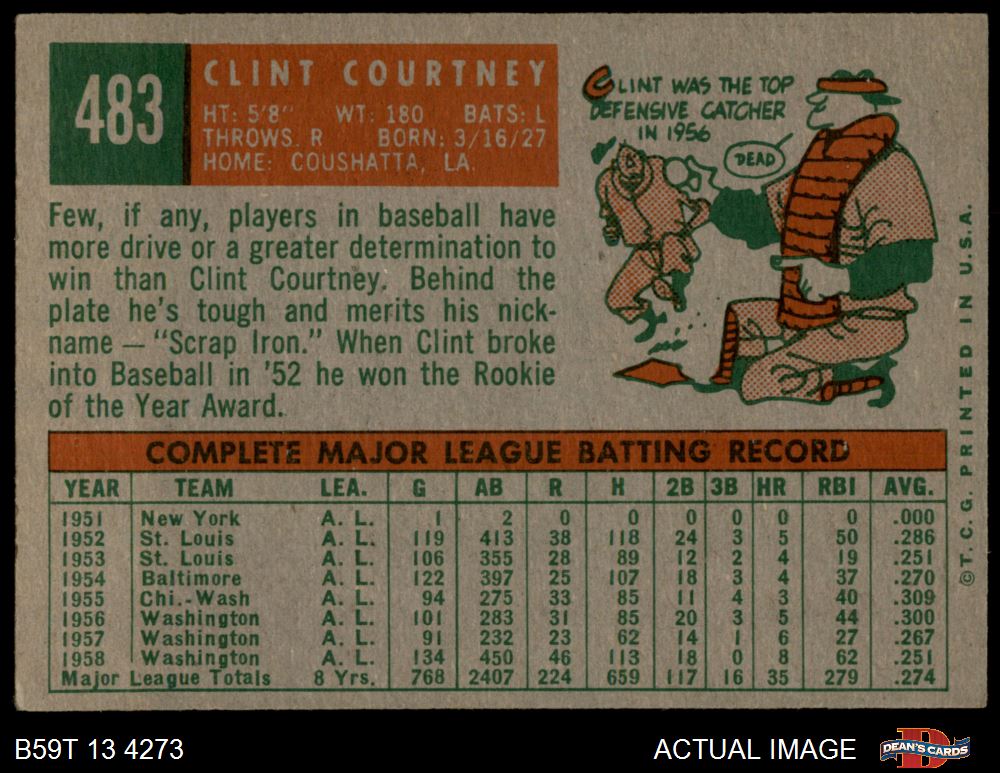 483
CLINT COURTNEY
HT: 5'8" WT: 180 BATS: L
THROWS. R BORN: 3/16/27
HOME: COUSHATTA, LA.
CLINT WAS THE TOP
DEFENSIVE CATCHER
IN 1956
DEAD
Few, if any, players in baseball have
more drive or a greater determination to
win than Clint Courtney. Behind the
plate he's tough and merits his nick-
name — "Scrap Iron." When Clint broke
into Baseball in '52 he won the Rookie
of the Year Award.
COMPLETE MAJOR LEAGUE BATTING RECORD
YEAR TEAM LEA. G AB R H 2B 3B HR RBI AVG.
1951 New York A. L. 1 2 0 0 0 0 0 0 .000
1952 St. Louis A. L. 119 413 38 118 24 3 5 50 .286
1953 St. Louis A. L. 106 355 28 89 12 2 4 19 .251
1954 Baltimore A. L. 122 397 25 107 18 3 4 37 .270
1955 Chi.-Wash A. L. 94 275 33 85 11 4 3 40 .309
1956 Washington A. L. 101 283 31 85 20 3 5 44 .300
1957 Washington A. L. 91 232 23 62 14 1 6 27 .267
1958 Washington A. L. 134 450 46 113 18 0 8 62 .251
Major League Totals 8 Yrs. 768 2407 224 659 117 16 35 279 .274
© T. C. G. PRINTED IN U.S.A.
B59T 13 4273
ACTUAL IMAGE
DEAN'S CARDS